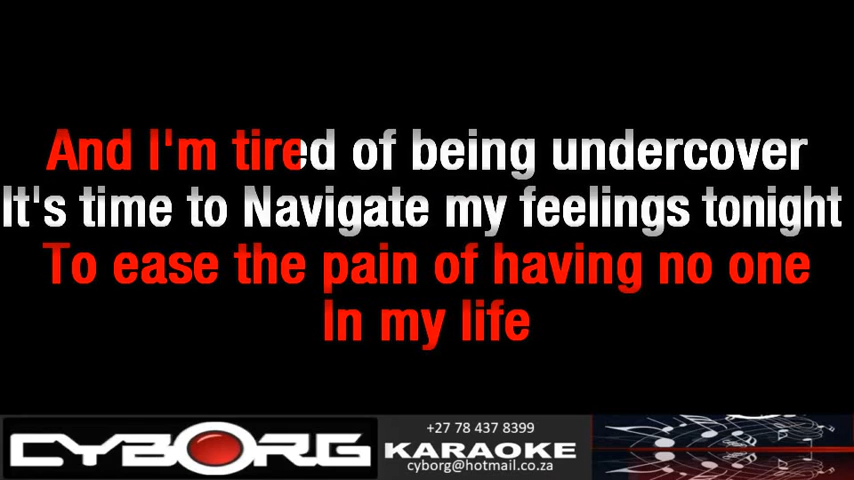 And I'm tired of being undercover
It's time to Navigate my feelings tonight
To ease the pain of having no one
In my life
CYBORG
+27 78 437 8399
KARAOKE
cyborg@hotmail.co.za